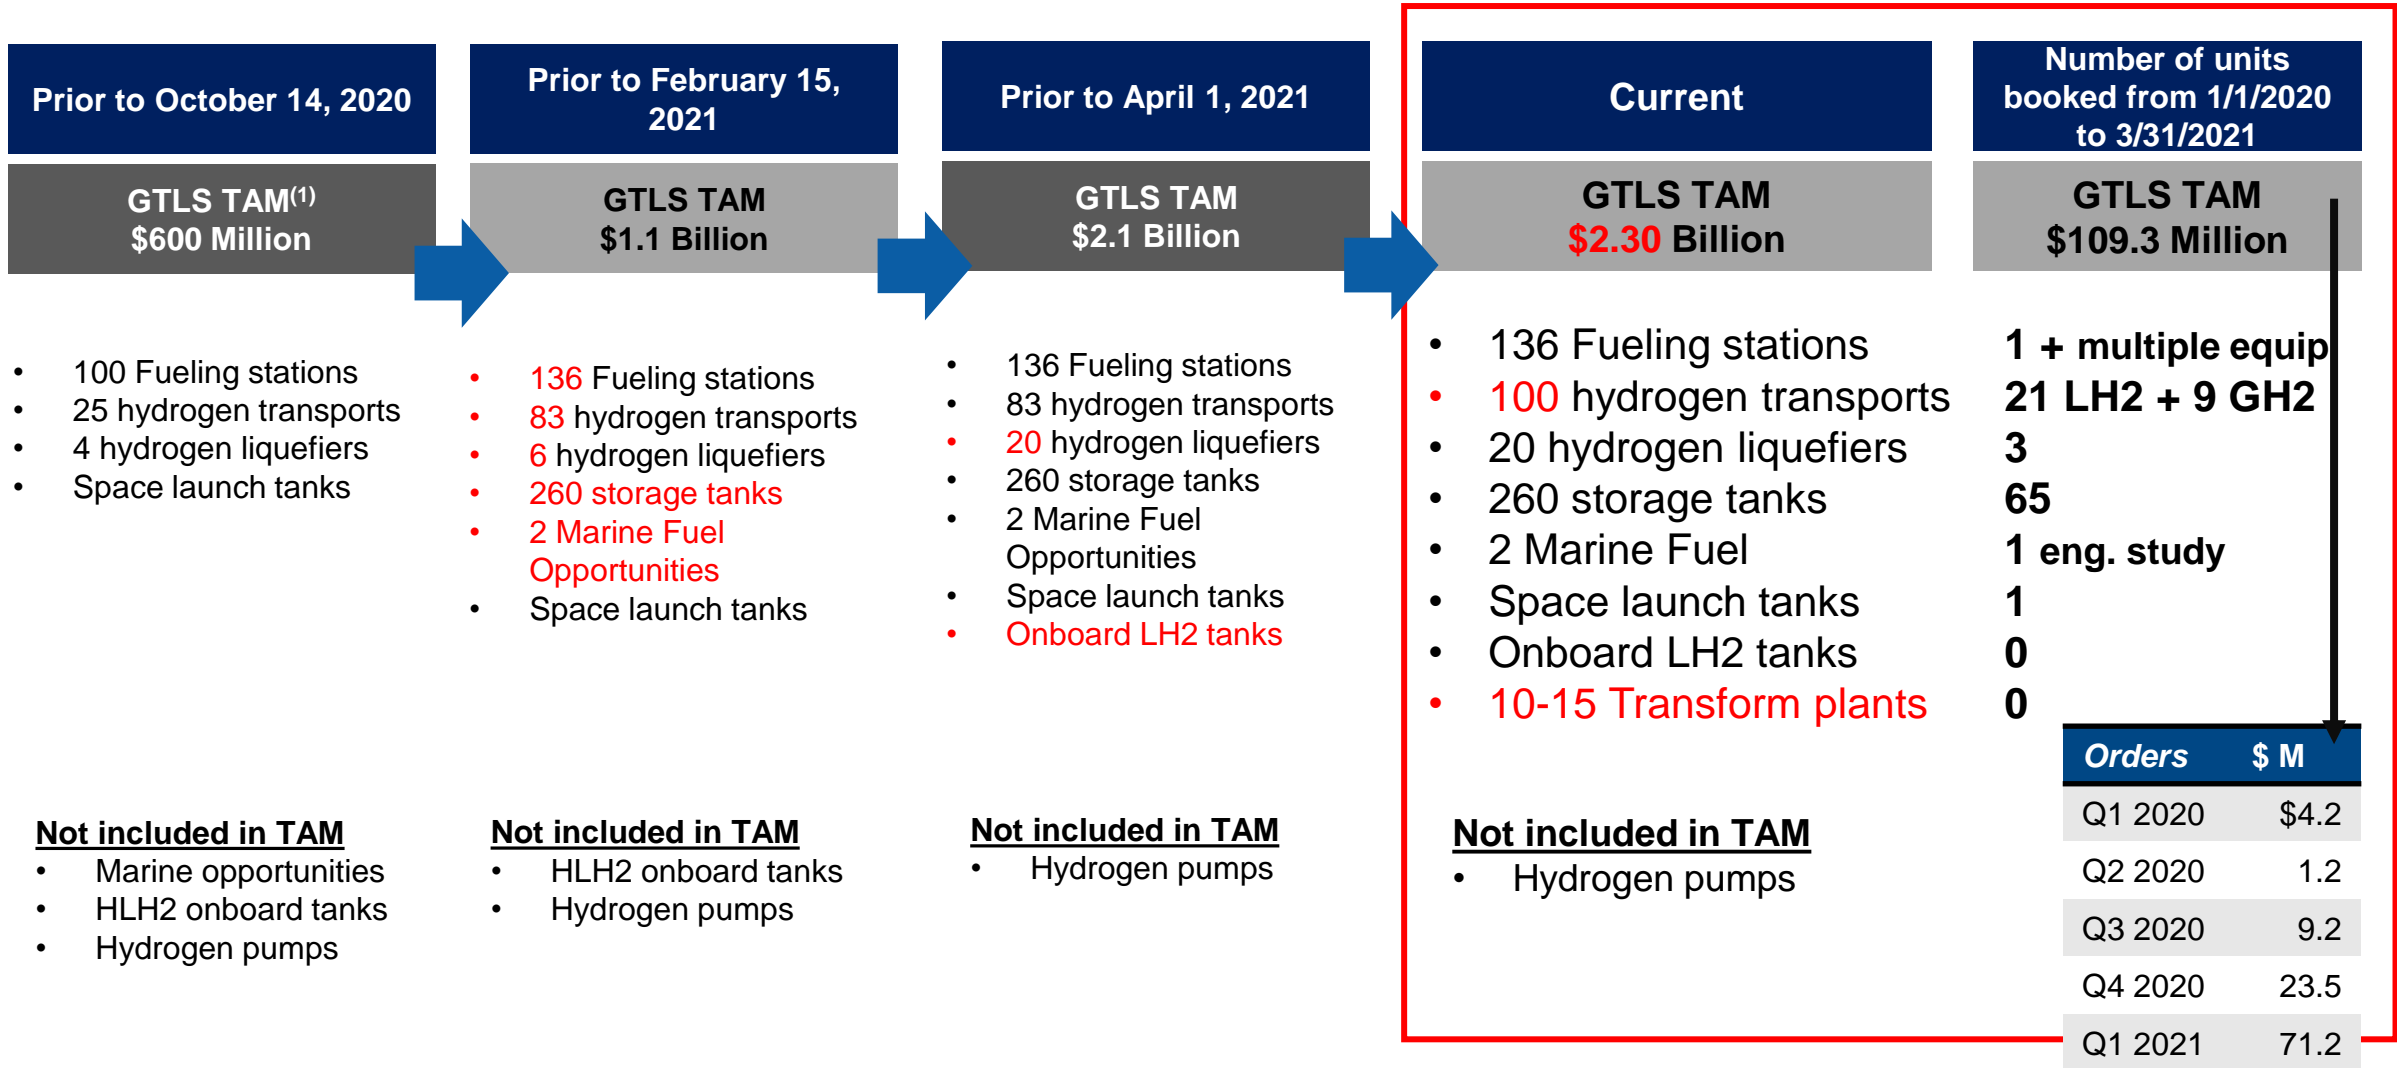 Prior to October 14, 2020
GTLS TAM(1)
$600 Million
• 100 Fueling stations
• 25 hydrogen transports
• 4 hydrogen liquefiers
• Space launch tanks
Not included in TAM
• Marine opportunities
• HLH2 onboard tanks
• Hydrogen pumps
Prior to February 15,
2021
GTLS TAM
$1.1 Billion
• 136 Fueling stations
• 83 hydrogen transports
• 6 hydrogen liquefiers
• 260 storage tanks
• 2 Marine Fuel
Opportunities
• Space launch tanks
Not included in TAM
• HLH2 onboard tanks
• Hydrogen pumps
Prior to April 1, 2021
GTLS TAM
$2.1 Billion
• 136 Fueling stations
• 83 hydrogen transports
• 20 hydrogen liquefiers
• 260 storage tanks
• 2 Marine Fuel
Opportunities
• Space launch tanks
• Onboard LH2 tanks
Not included in TAM
• Hydrogen pumps
Current
GTLS TAM
$2.30 Billion
• 136 Fueling stations
• 100 hydrogen transports
• 20 hydrogen liquefiers
• 260 storage tanks
• 2 Marine Fuel
• Space launch tanks
• Onboard LH2 tanks
• 10-15 Transform plants
Not included in TAM
• Hydrogen pumps
Number of units
booked from 1/1/2020
to 3/31/2021
GTLS TAM
$109.3 Million
1 + multiple equip
21 LH2 + 9 GH2
3
65
1 eng. study
1
0
0
Orders $ M
Q1 2020 $4.2
Q2 2020 1.2
Q3 2020 9.2
Q4 2020 23.5
Q1 2021 71.2